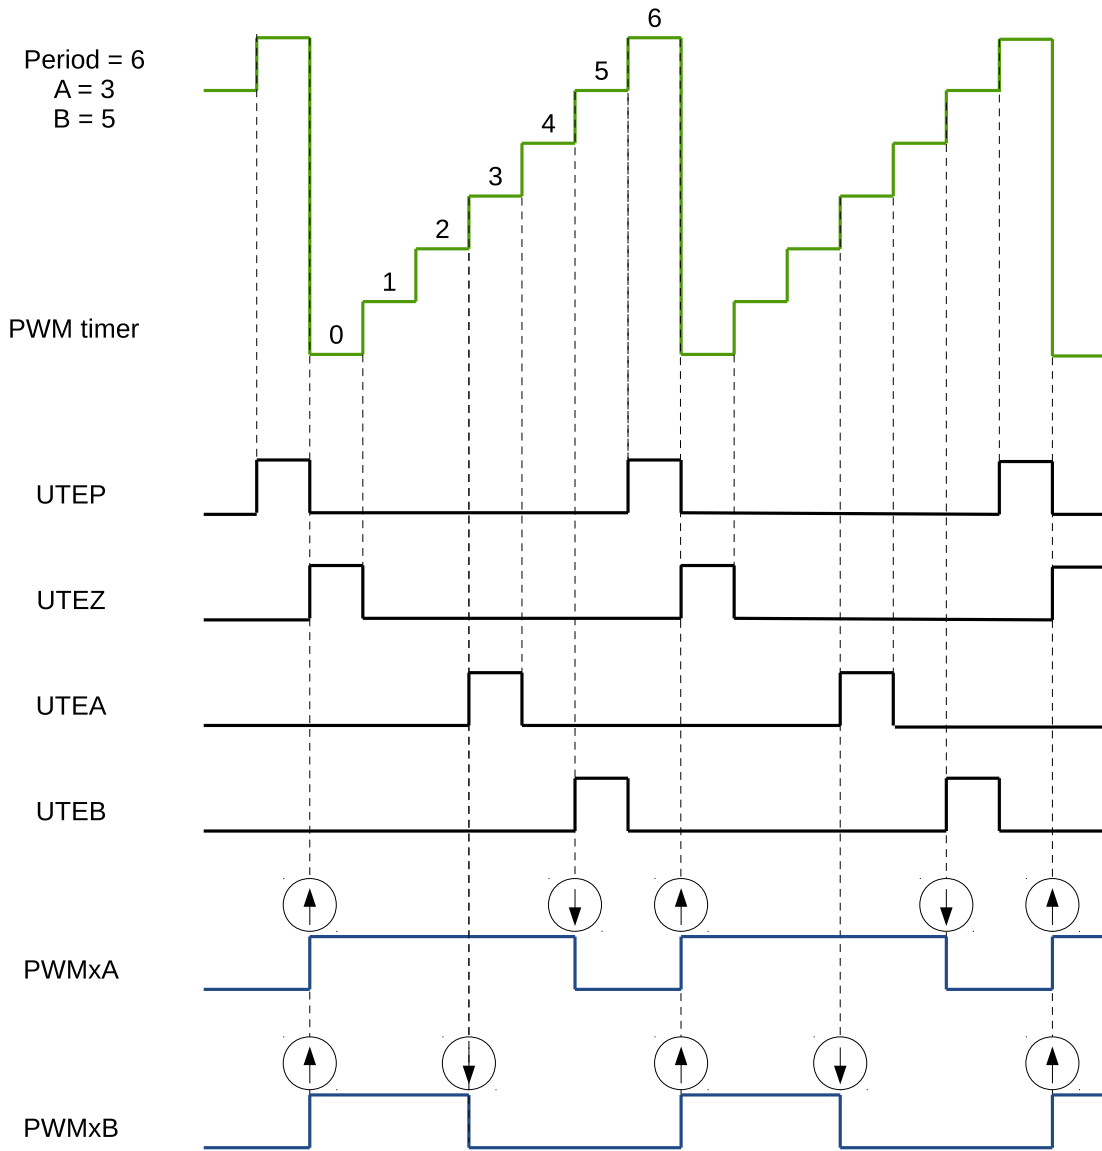 6
Period = 6
A = 3
B = 5
5
4
3
2
1
0
PWM timer
UTEP
UTEZ
UTEA
UTEB
PWMxA
PWMxB